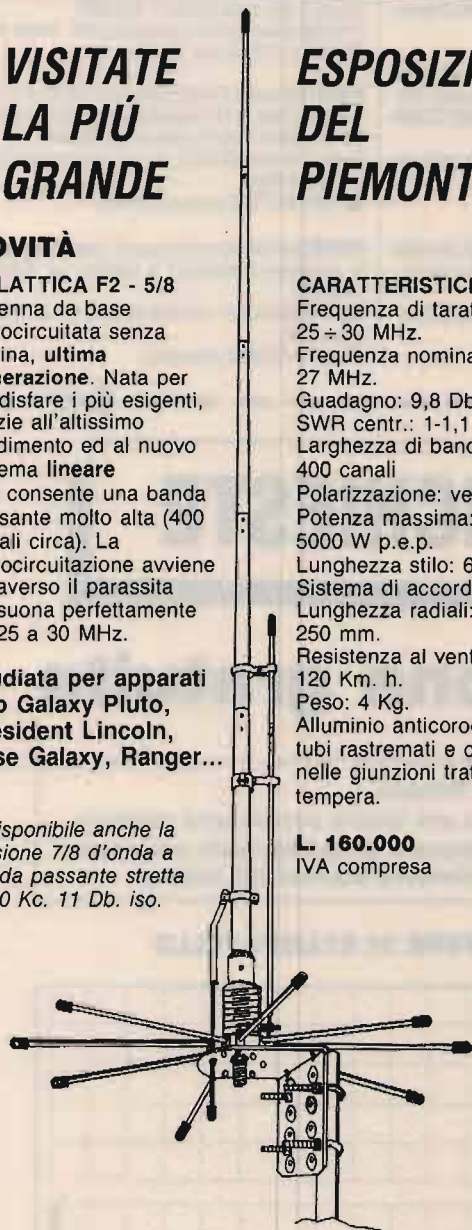 VISITATE
LA PIÚ
GRANDE
OVITÀ
LATTICA F2 - 5/8
enna da base
ocircuitata senza
ina, ultima
erazione. Nata per
disfare i più esigenti,
zie all'altissimo
dimento ed al nuovo
ema lineare
consente una banda
sante molto alta (400
ali circa). La
ocircuitazione avviene
averso il parassita
suona perfettamente
25 a 30 MHz.
diata per apparati
o Galaxy Pluto,
sident Lincoln,
se Galaxy, Ranger...
isponibile anche la
sione 7/8 d'onda a
da passante stretta
0 Kc. 11 Db. iso.
ESPOSIZI
DEL
PIEMONT
CARATTERISTIC
Frequenza di tarat
25÷30 MHz.
Frequenza nomina
27 MHz.
Guadagno: 9,8 Db
SWR centr.: 1-1,1
Larghezza di band
400 canali
Polarizzazione: ve
Potenza massima:
5000 W p.e.p.
Lunghezza stilo: 6
Sistema di accord
Lunghezza radiali:
250 mm.
Resistenza al vent
120 Km. h.
Peso: 4 Kg.
Alluminio anticoro
tubi rastremati e c
nelle giunzioni trat
tempera.
L. 160.000
IVA compresa